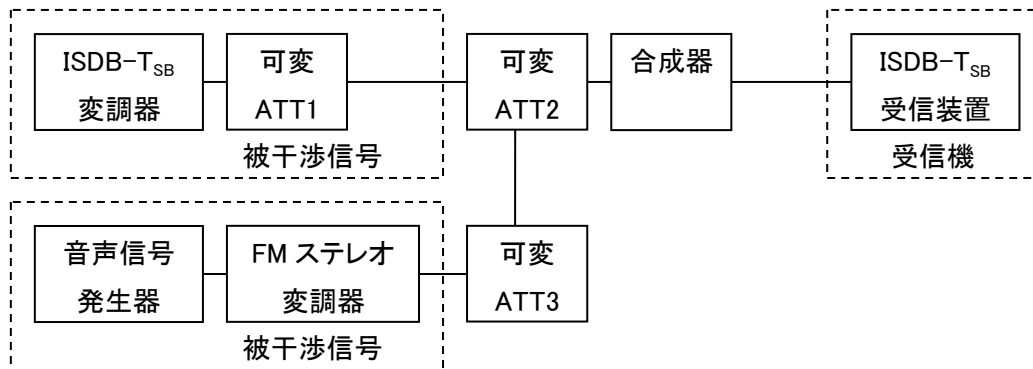 ISDB-T_SB
変調器
可変
ATT1
被干渉信号
可変
ATT2
合成器
ISDB-T_SB
受信装置
受信機
音声信号
発生器
FM ステレオ
変調器
被干渉信号
可変
ATT3